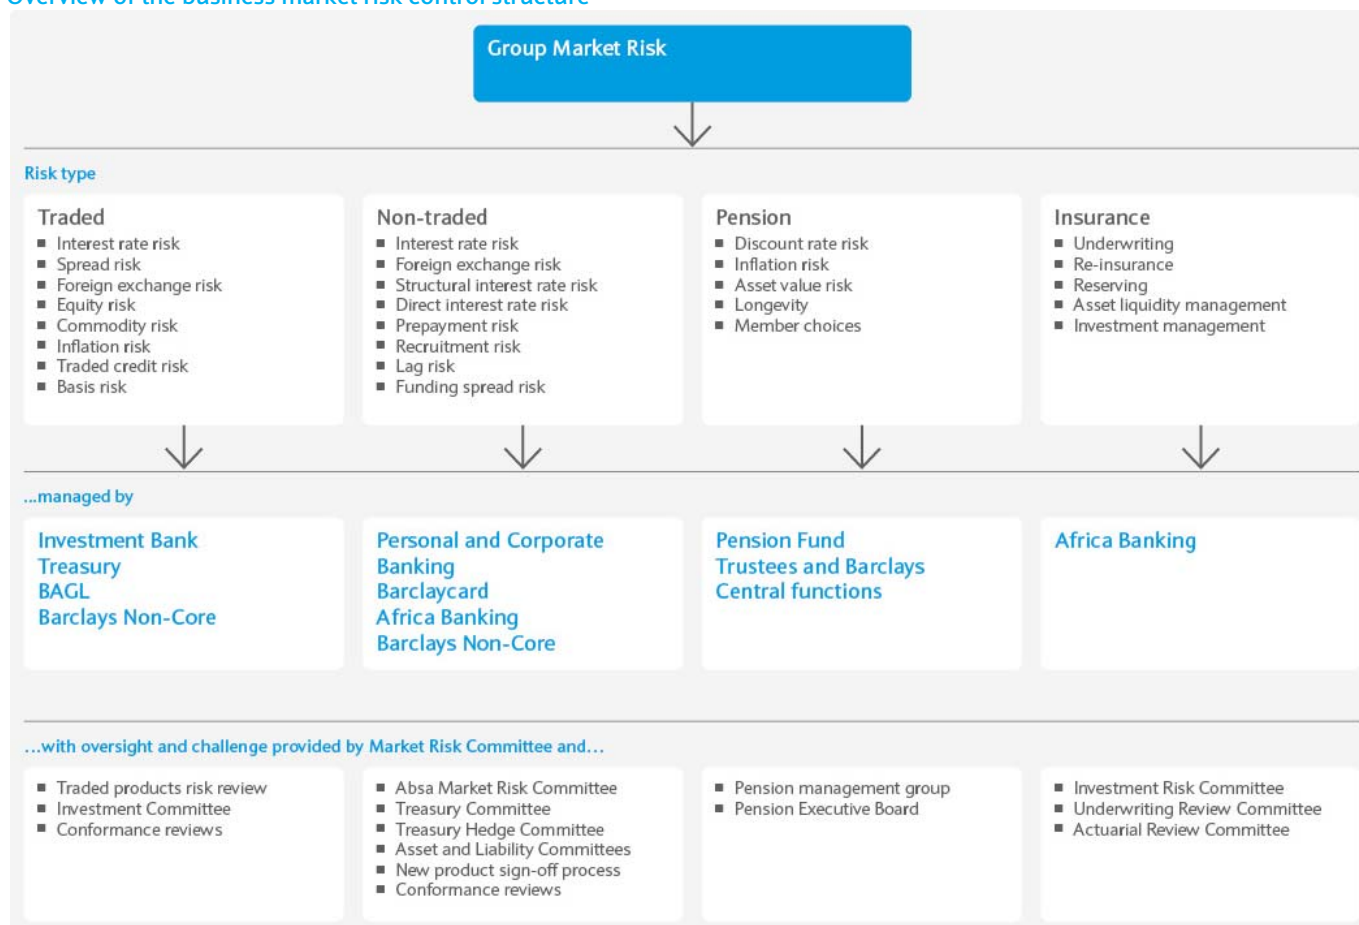 Overview of the business market risk control structure
Group Market Risk
Risk type
Traded
▪ Interest rate risk
▪ Spread risk
▪ Foreign exchange risk
▪ Equity risk
▪ Commodity risk
▪ Inflation risk
▪ Traded credit risk
▪ Basis risk
Non-traded
▪ Interest rate risk
▪ Foreign exchange risk
▪ Structural interest rate risk
▪ Direct interest rate risk
▪ Prepayment risk
▪ Recruitment risk
▪ Lag risk
▪ Funding spread risk
Pension
▪ Discount rate risk
▪ Inflation risk
▪ Asset value risk
▪ Longevity
▪ Member choices
Insurance
▪ Underwriting
▪ Re-insurance
▪ Reserving
▪ Asset liquidity management
▪ Investment management
...managed by
Investment Bank
Treasury
BAGL
Barclays Non-Core
Personal and Corporate
Banking
Barclaycard
Africa Banking
Barclays Non-Core
Pension Fund
Trustees and Barclays
Central functions
Africa Banking
...with oversight and challenge provided by Market Risk Committee and...
▪ Traded products risk review
▪ Investment Committee
▪ Conformance reviews
▪ Absa Market Risk Committee
▪ Treasury Committee
▪ Treasury Hedge Committee
▪ Asset and Liability Committees
▪ New product sign-off process
▪ Conformance reviews
▪ Pension management group
▪ Pension Executive Board
▪ Investment Risk Committee
▪ Underwriting Review Committee
▪ Actuarial Review Committee